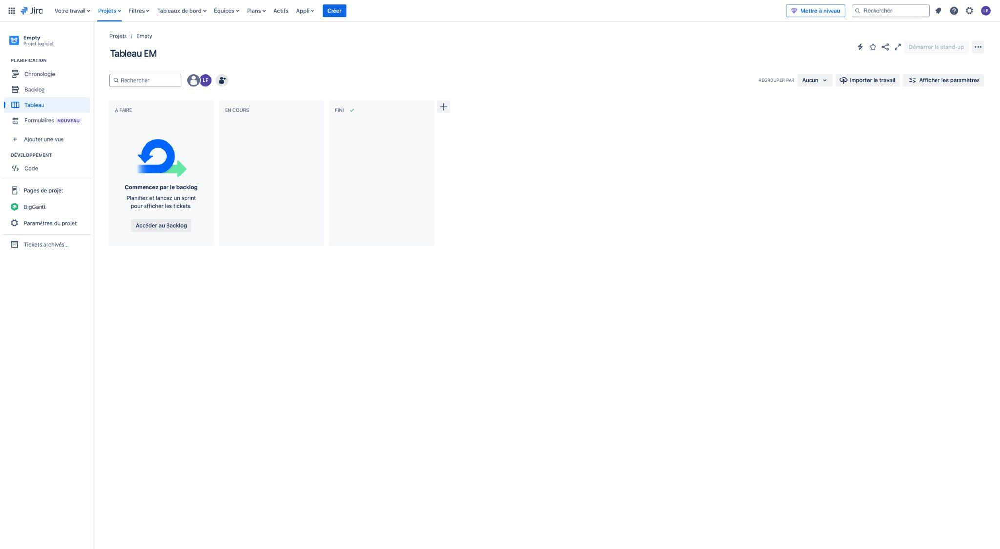 Jira Votre travail Projets Filtres Tableaux de bord Équipes Plans Actifs Appli Créer Mettre à niveau Rechercher LP
Empty
Projet logiciel
PLANIFICATION
Chronologie
Backlog
Tableau
Formulaires NOUVEAU
Ajouter une vue
DÉVELOPPEMENT
Code
Pages de projet
BigGantt
Paramètres du projet
Tickets archivés...
Projets / Empty
Tableau EM
Démarrer le stand-up
Rechercher LP REGROUPER PAR Aucun Importer le travail Afficher les paramètres
A FAIRE EN COURS FINI
Commencez par le backlog
Planifiez et lancez un sprint
pour afficher les tickets.
Accéder au Backlog